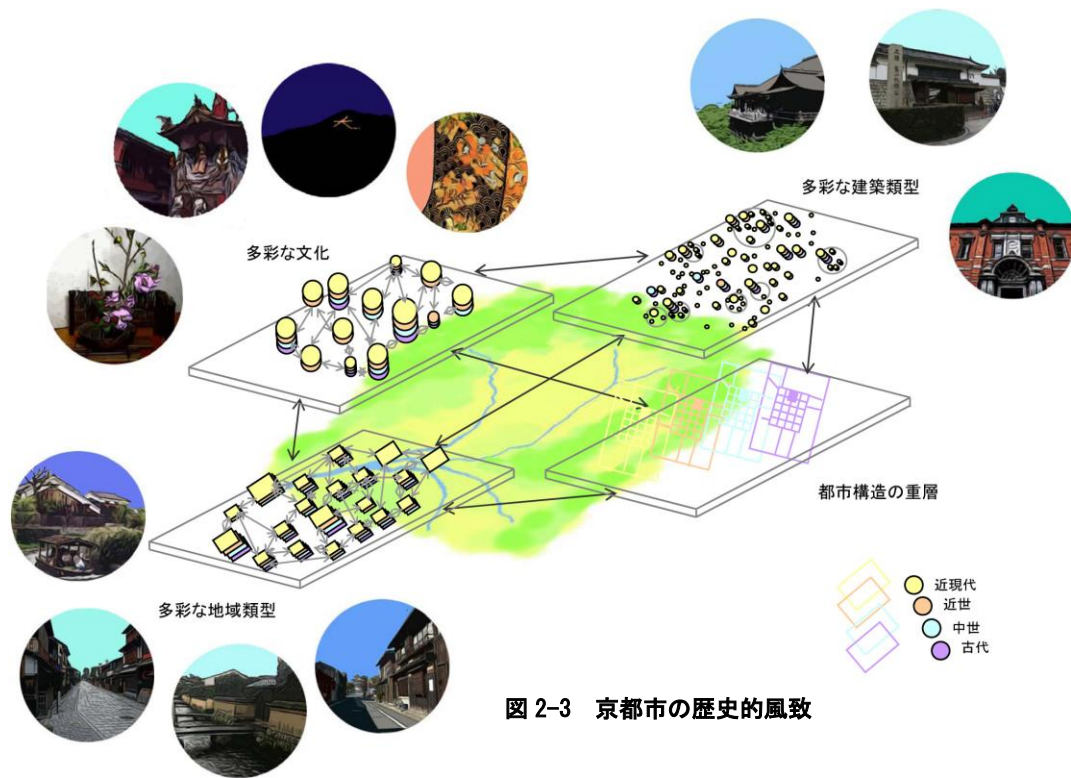 多彩な建築類型
多彩な文化
都市構造の重層
多彩な地域類型
近現代
近世
中世
古代
図 2-3 京都市の歴史的風致